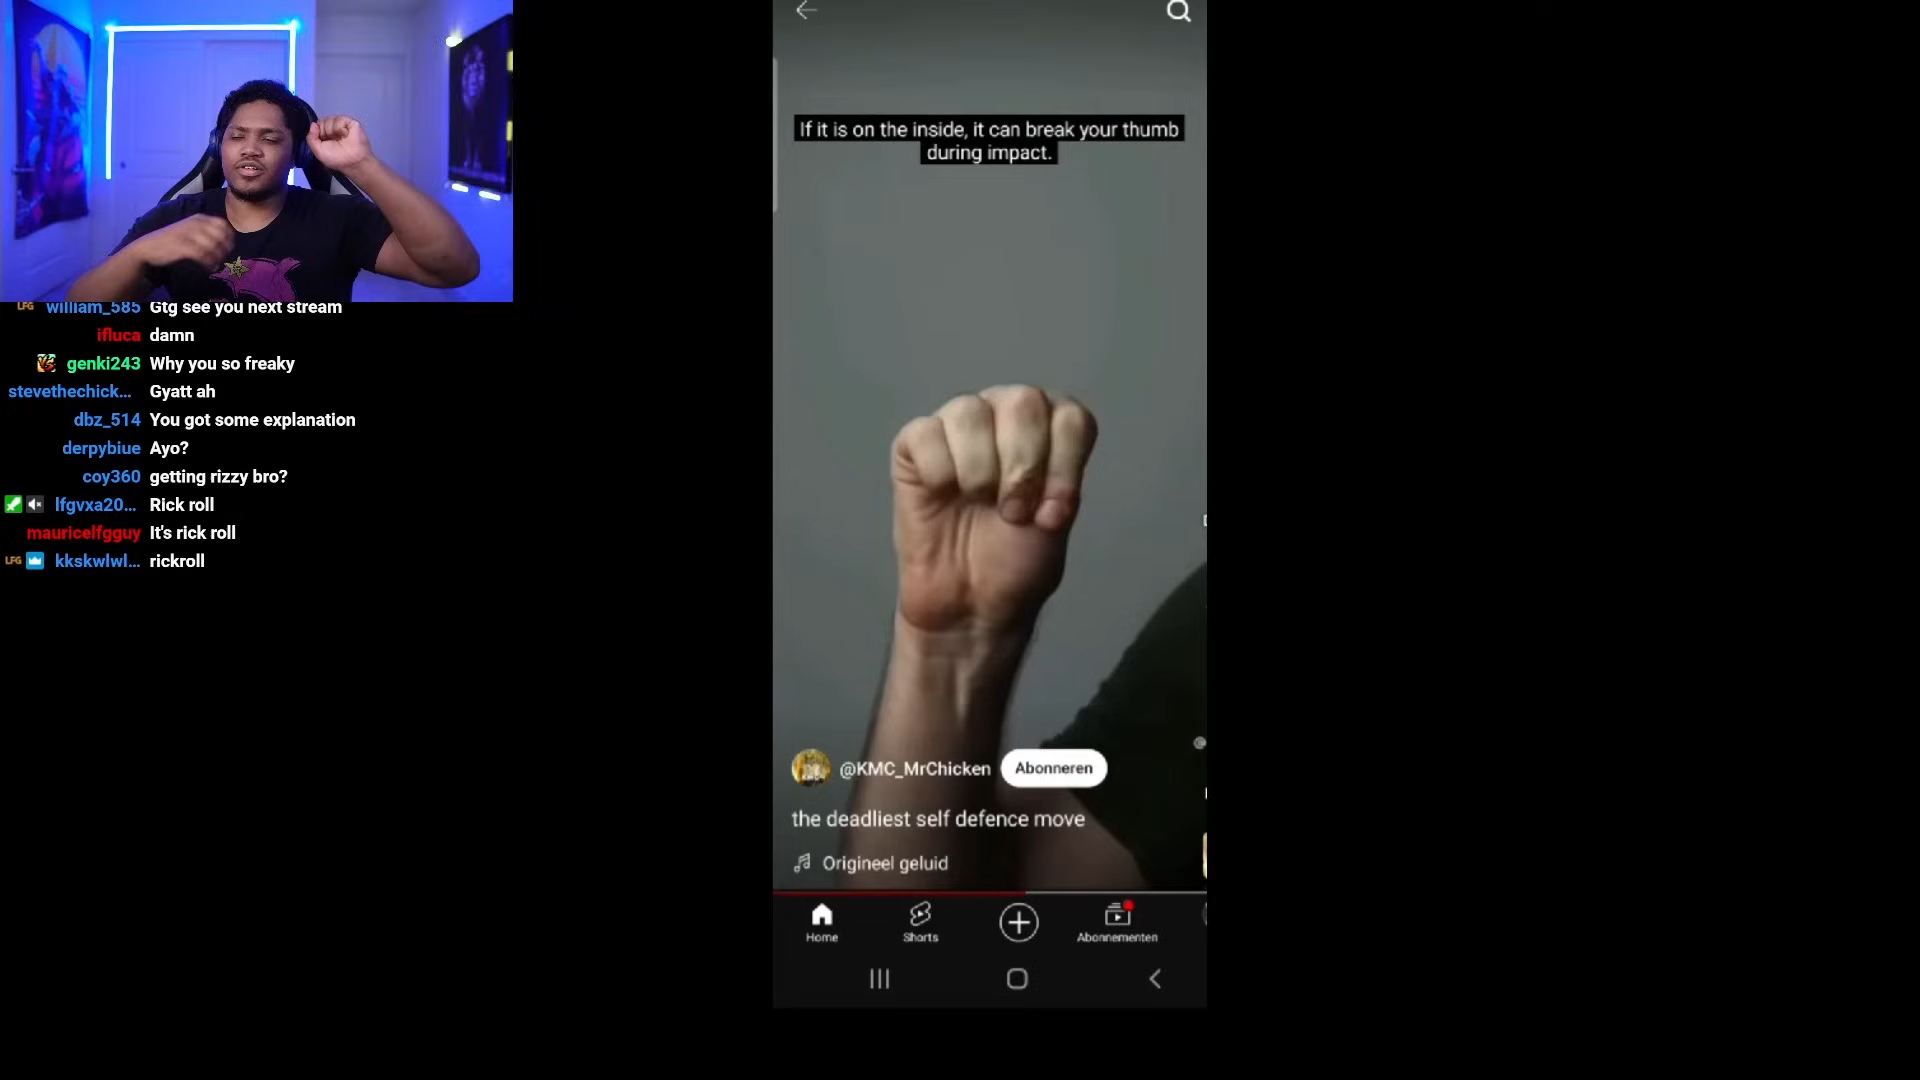 If it is on the inside, it can break your thumb
during impact.
LFG william_585 Gtg see you next stream
ifluca damn
genki243 Why you so freaky
stevethechick... Gyatt ah
dbz_514 You got some explanation
derpybiue Ayo?
coy360 getting rizzy bro?
lfgvxa20... Rick roll
mauricelfgguy It's rick roll
LFG kkskwlwl... rickroll
@KMC_MrChicken Abonneren
the deadliest self defence move
Origineel geluid
Home Shorts Abonnementen